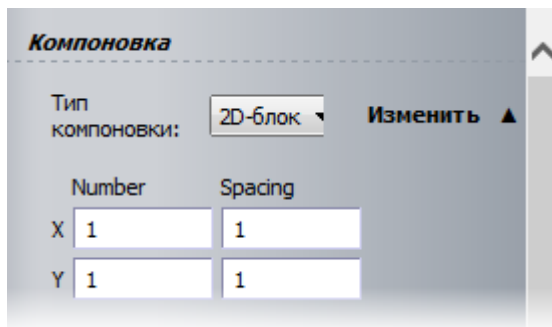 Компоновка
Тип
компоновки: 2D-блок Изменить ▲
Number Spacing
X 1 1
Y 1 1